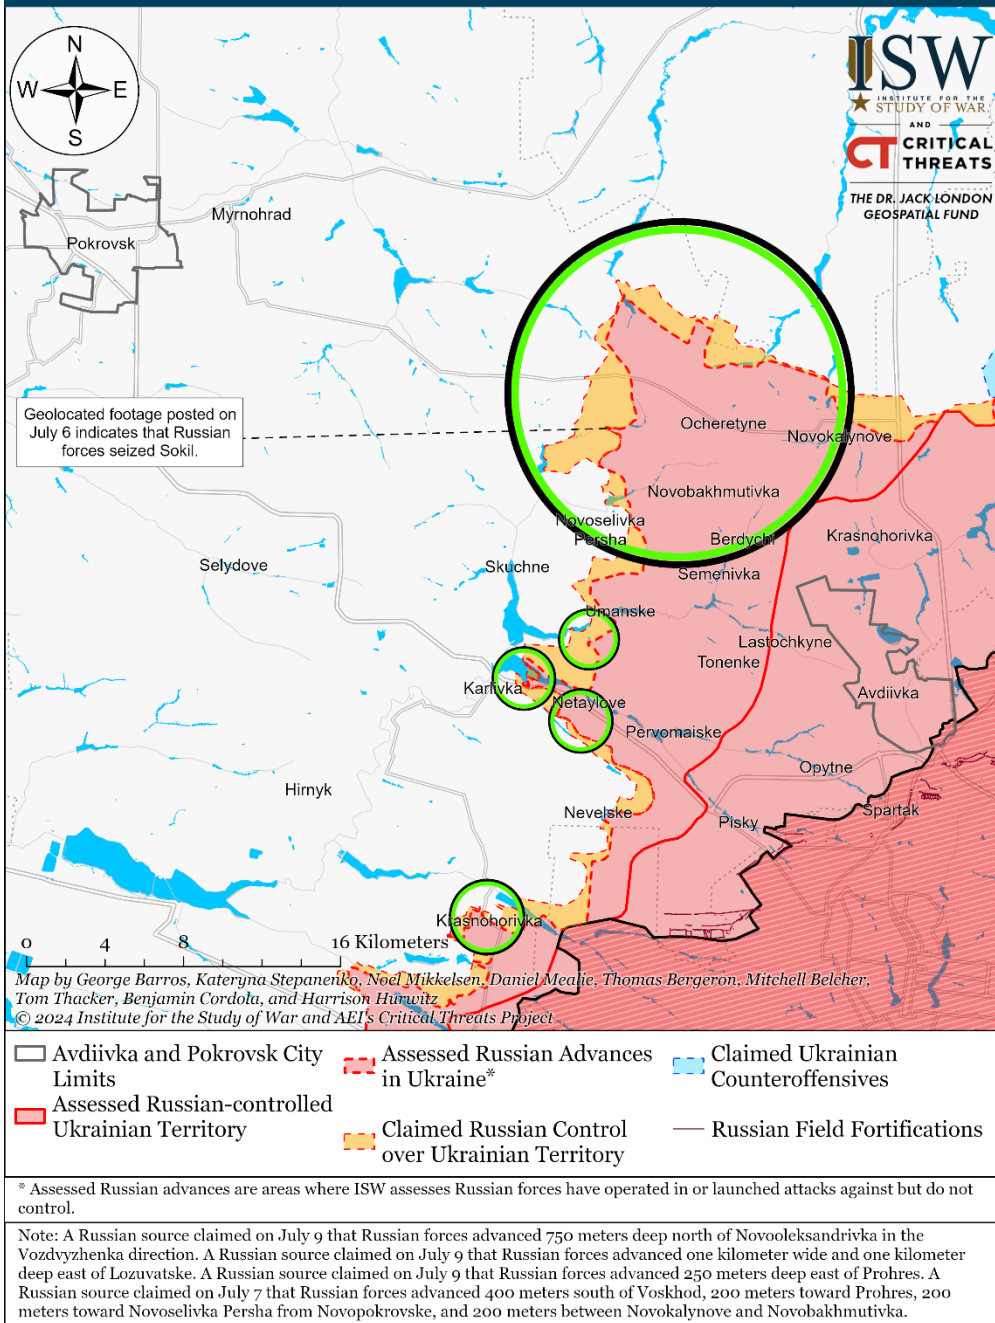 N
W E
S
ISW
INSTITUTE FOR THE
STUDY OF WAR
AND
CT CRITICAL
THREATS
THE DR. JACK LONDON
GEOSPATIAL FUND
Myrnohrad
Pokrovsk
Geolocated footage posted on
July 6 indicates that Russian
forces seized Sokil.
Ocheretyne
Novokalynove
Novobakhmutivka
Novoselivka
Persha
Berdychi
Krasnohorivka
Selydove
Skuchne
Semenivka
Umanske
Lastochkyne
Tonenke
Karlivka
Avdiivka
Netaylove
Pervomaiske
Opytne
Hirnyk
Nevelske
Pisky
Spartak
Krasnohorivka
0 4 8 16 Kilometers
Map by George Barros, Kateryna Stepanenko, Noel Mikkelsen, Daniel Mealie, Thomas Bergeron, Mitchell Belcher,
Tom Thacker, Benjamin Cordola, and Harrison Hurwitz
© 2024 Institute for the Study of War and AEI's Critical Threats Project
Avdiivka and Pokrovsk City
Limits
Assessed Russian-controlled
Ukrainian Territory
Assessed Russian Advances
in Ukraine*
Claimed Russian Control
over Ukrainian Territory
Claimed Ukrainian
Counteroffensives
Russian Field Fortifications
* Assessed Russian advances are areas where ISW assesses Russian forces have operated in or launched attacks against but do not
control.
Note: A Russian source claimed on July 9 that Russian forces advanced 750 meters deep north of Novooleksandrivka in the
Vozdvyzhenka direction. A Russian source claimed on July 9 that Russian forces advanced one kilometer wide and one kilometer
deep east of Lozuvatske. A Russian source claimed on July 9 that Russian forces advanced 250 meters deep east of Prohres. A
Russian source claimed on July 7 that Russian forces advanced 400 meters south of Voskhod, 200 meters toward Prohres, 200
meters toward Novoselivka Persha from Novopokrovske, and 200 meters between Novokalynove and Novobakhmutivka.